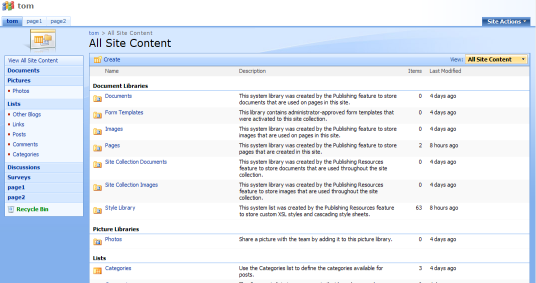 tom
tom page1 page2 Site Actions
tom > All Site Content
All Site Content
View All Site Content
Documents
Pictures
Photos
Lists
Other Blogs
Links
Posts
Comments
Categories
Discussions
Surveys
page1
page2
Recycle Bin
Create View: All Site Content
Name Description Items Last Modified
Document Libraries
Documents This system library was created by the Publishing feature to store 0 4 days ago
documents that are used on pages in this site.
Form Templates This library contains administrator-approved form templates that 0 4 days ago
were activated to this site collection.
Images This system library was created by the Publishing feature to store 0 4 days ago
images that are used on pages in this site.
Pages This system library was created by the Publishing feature to store 2 8 hours ago
pages that are created in this site.
Site Collection Documents This system library was created by the Publishing Resources 0 4 days ago
feature to store documents that are used throughout the site
collection.
Site Collection Images This system library was created by the Publishing Resources 0 4 days ago
feature to store images that are used throughout the site
collection.
Style Library This system list was created by the Publishing Resources feature 63 8 hours ago
to store custom XSL styles and cascading style sheets.
Picture Libraries
Photos Share a picture with the team by adding it to this picture library. 0 4 days ago
Lists
Categories Use the Categories list to define the categories available for 3 4 days ago
posts.